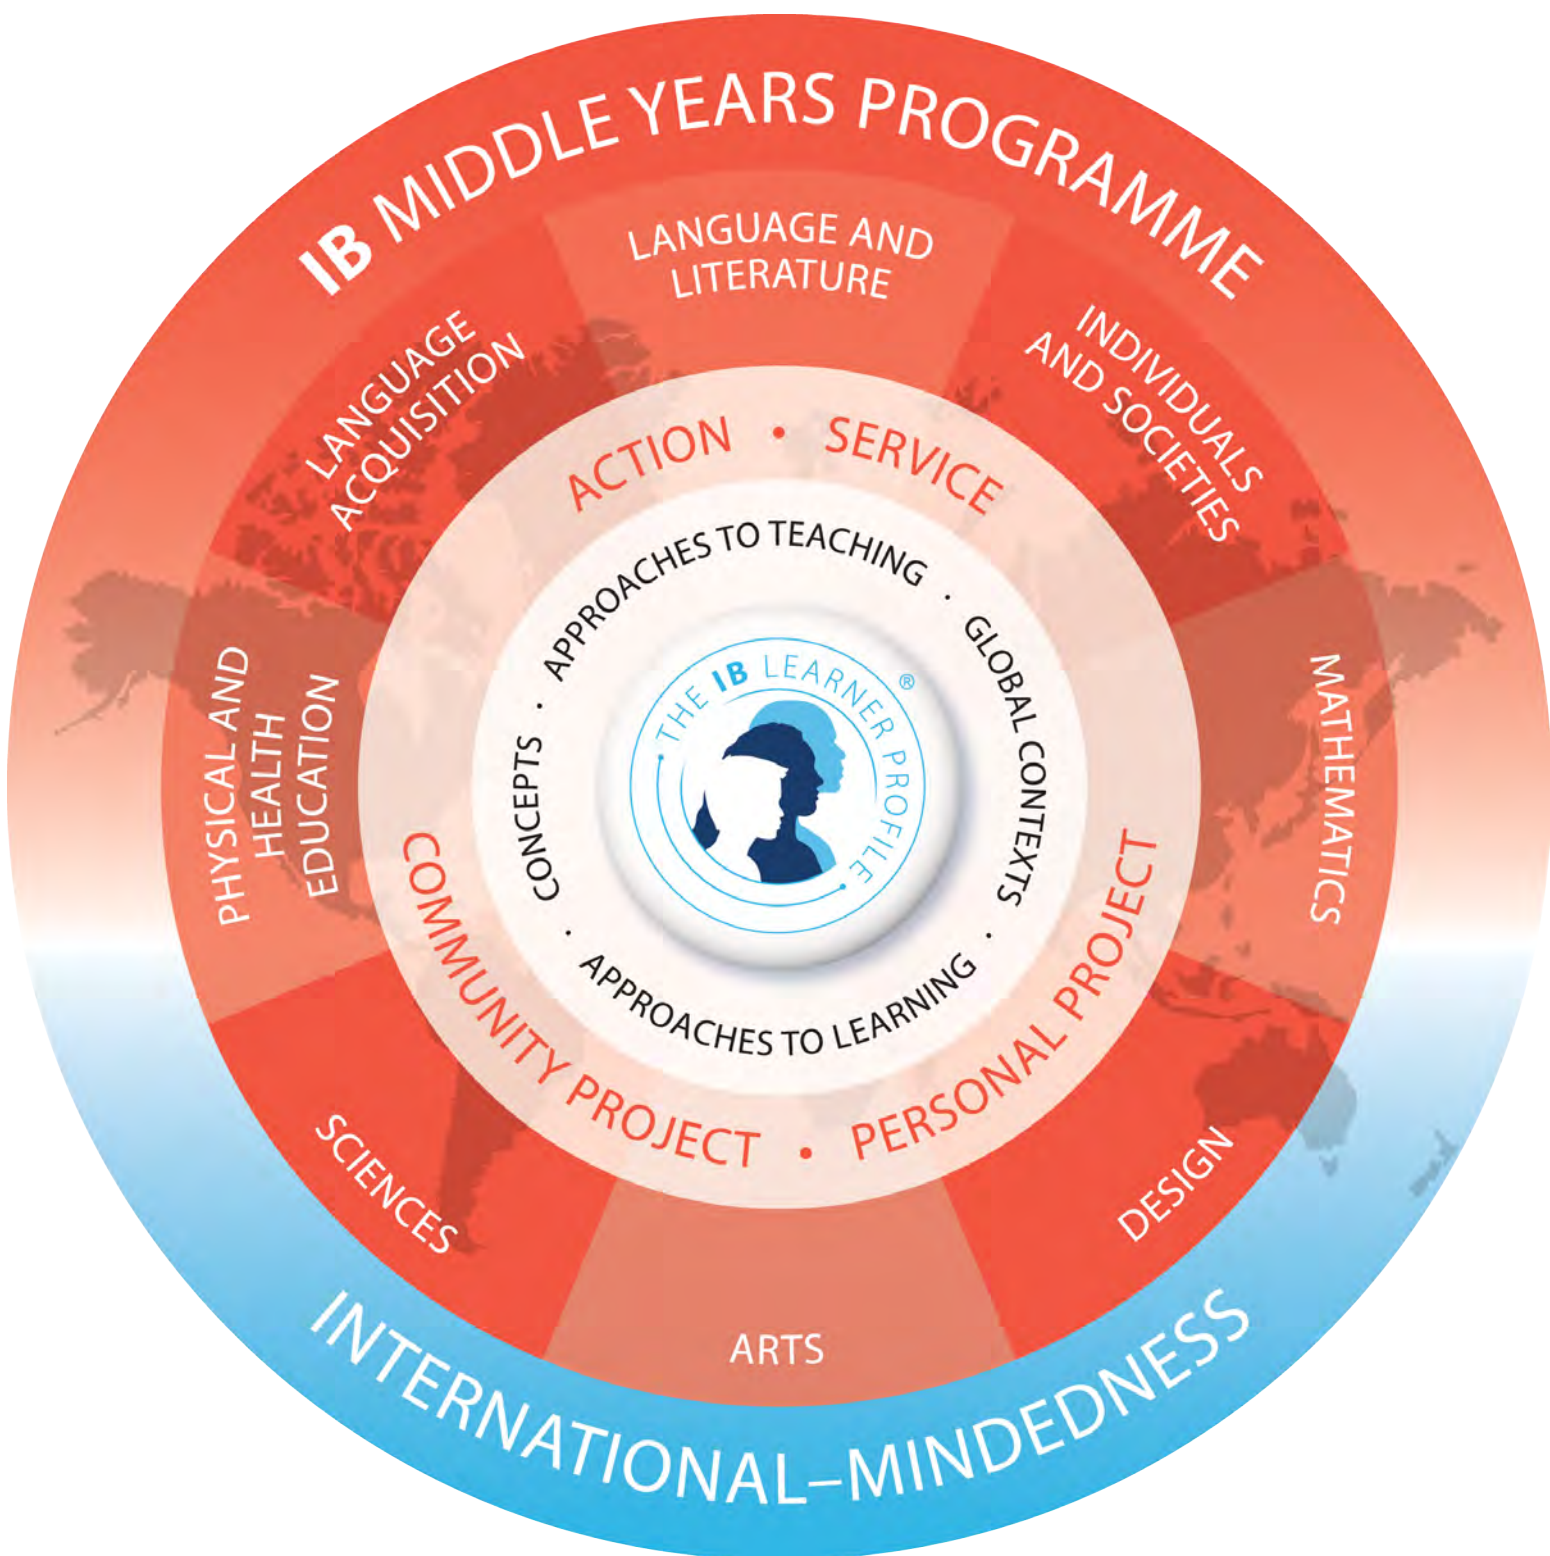 IB MIDDLE YEARS PROGRAMME
LANGUAGE AND
LITERATURE
INDIVIDUALS
AND SOCIETIES
MATHEMATICS
DESIGN
ARTS
SCIENCES
PHYSICAL AND
HEALTH
EDUCATION
LANGUAGE
ACQUISITION
ACTION • SERVICE
COMMUNITY PROJECT • PERSONAL PROJECT
APPROACHES TO TEACHING · GLOBAL CONTEXTS · APPROACHES TO LEARNING · CONCEPTS ·
THE IB LEARNER PROFILE ®
INTERNATIONAL–MINDEDNESS